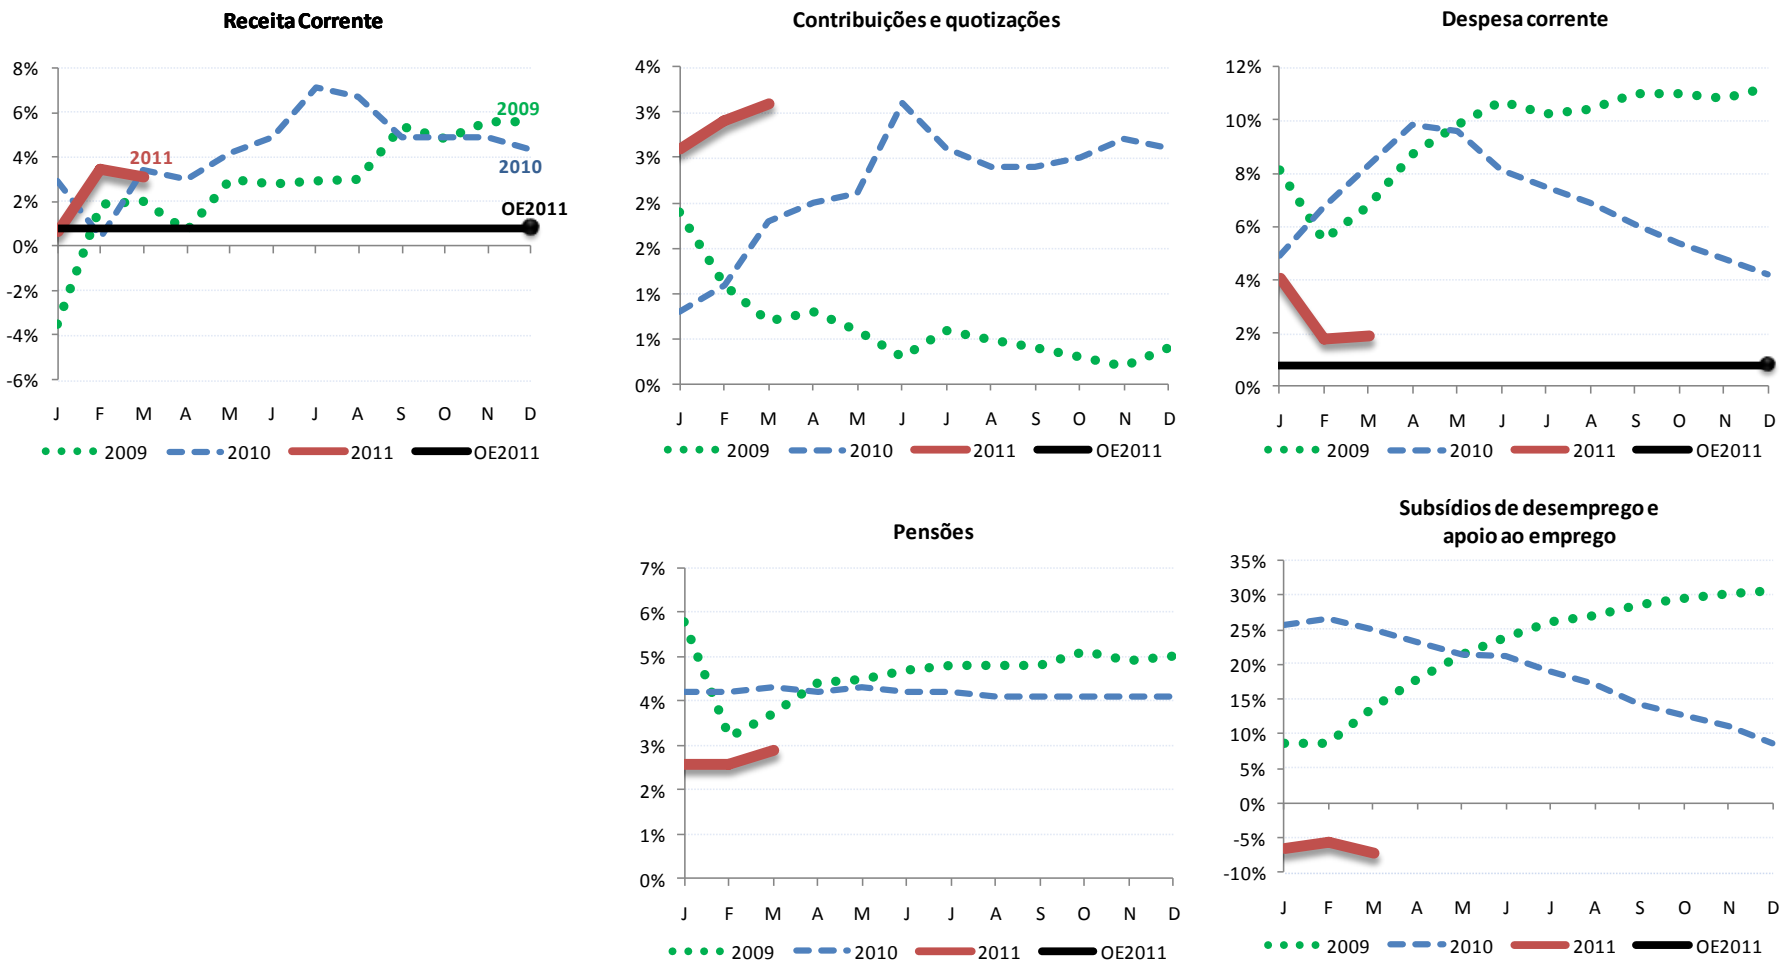 Receita Corrente
8%
6%
4%
2%
0%
-2%
-4%
-6%
2009
2011
2010
OE2011
J F M A M J J A S O N D
2009 2010 2011 OE2011
Contribuições e quotizações
4%
3%
3%
2%
2%
1%
1%
0%
J F M A M J J A S O N D
2009 2010 2011 OE2011
Despesa corrente
12%
10%
8%
6%
4%
2%
0%
J F M A M J J A S O N D
2009 2010 2011 OE2011
Pensões
7%
6%
5%
4%
3%
2%
1%
0%
J F M A M J J A S O N D
2009 2010 2011 OE2011
Subsídios de desemprego e
apoio ao emprego
35%
30%
25%
20%
15%
10%
5%
0%
-5%
-10%
J F M A M J J A S O N D
2009 2010 2011 OE2011